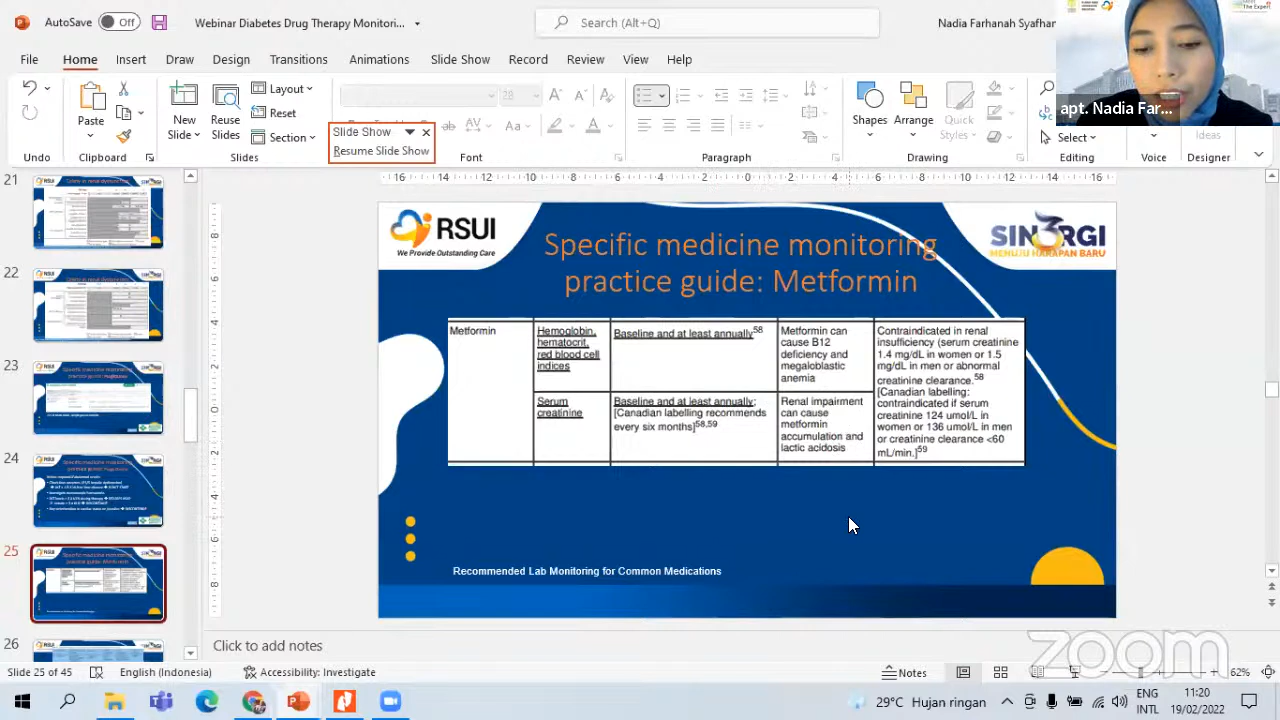 AutoSave Off
Webinar Diabetes Drug Therapy Monitori...
Search (Alt+Q)
Nadia Farhanah Syafhan
The Expert
File Home Insert Draw Design Transitions Animations Slide Show Record Review View Help
apt. Nadia Far...
Paste
New Slide
Reuse Slides
Layout
Reset
Section
Slide Show
Resume Slide Show
Shapes
Arrange
Quick Styles
Select
Ideas
Undo
Clipboard
Slides
Font
Paragraph
Drawing
Editing
Voice
Designer
21
22
24
25
26
RSUI
We Provide Outstanding Care
SINERGI
MENUJU HARAPAN BARU
Specific medicine monitoring
practice guide: Metformin
Metformin
hemoglobin,
hematocrit,
red blood cell
Baseline and at least annually58
cause B12
deficiency and
megaloblastic
anemia
serum
creatinine
Baseline and at least annually;
[Canadian labelling recommends
every six months]58,59
Renal impairment
can cause
metformin
accumulation and
lactic acidosis
Contraindicated in renal
insufficiency (serum creatinine
1.4 mg/dL in women or 1.5
mg/dL in men or abnormal
creatinine clearance.58
[Canadian labelling:
contraindicated if serum
creatinine 124 umol/L in
women or 136 umol/L in men
or creatinine clearance <60
mL/min.]59
Recommended Lab Monitoring for Common Medications
Click to add notes
zoom
Slide 25 of 45
English (Indonesia)
Accessibility: Investigate
Notes
62%
29°C Hujan ringan
ENG
INTL
11:20
19/02/2022